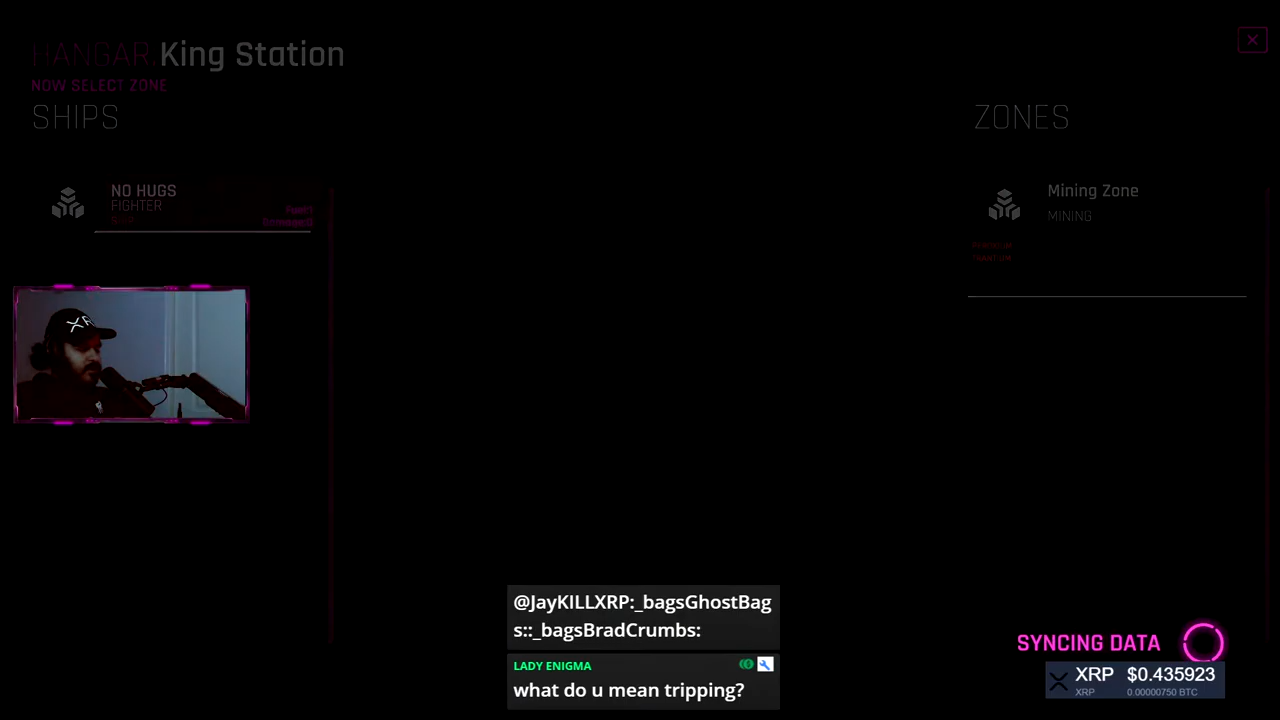 HANGAR.King Station
NOW SELECT ZONE
SHIPS
NO HUGS
FIGHTER
ZONES
Mining Zone
MINING
XR
@JayKILLXRP:_bagsGhostBag
s::_bagsBradCrumbs:
LADY ENIGMA
what do u mean tripping?
SYNCING DATA
XRP $0.435923
XRP 0.00000750 BTC